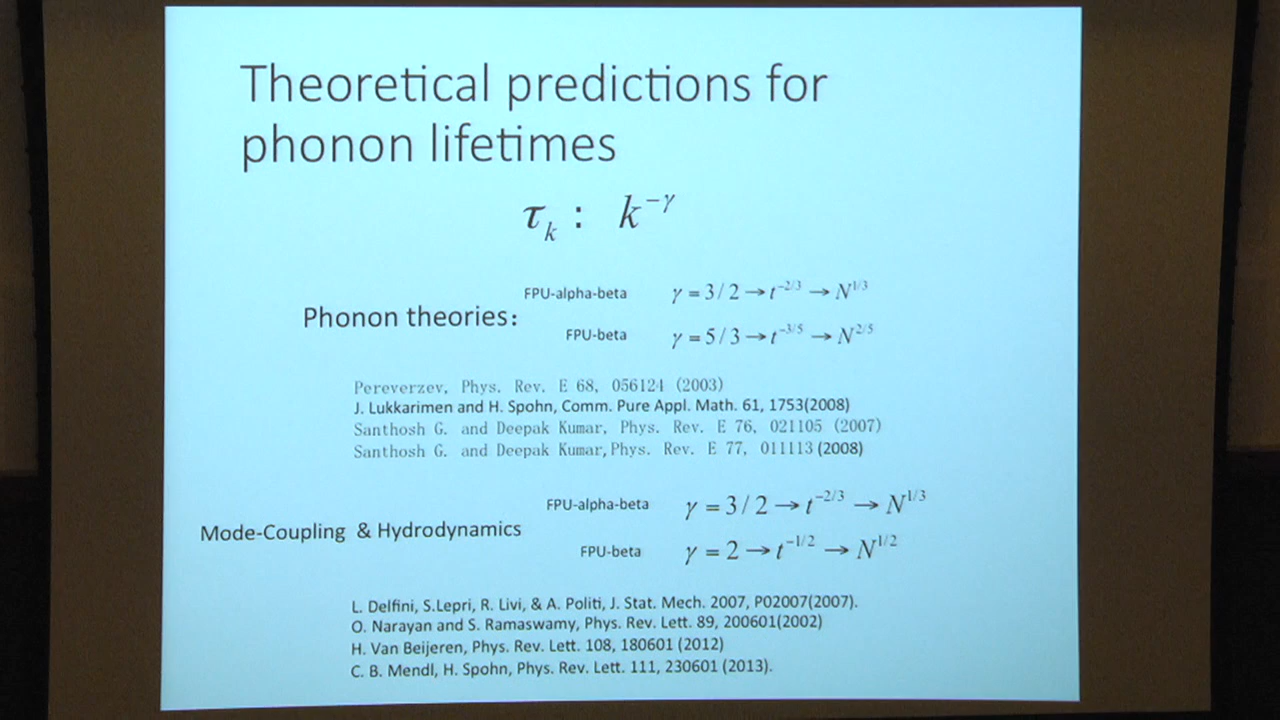 Theoretical predictions for
phonon lifetimes
τ_k : k^{-γ}
FPU-alpha-beta γ = 3/2 → t^{-2/3} → N^{1/3}
Phonon theories:
FPU-beta γ = 5/3 → t^{-3/5} → N^{2/5}
Pereverzev, Phys. Rev. E 68, 056124 (2003)
J. Lukkarimen and H. Spohn, Comm. Pure Appl. Math. 61, 1753(2008)
Santhosh G. and Deepak Kumar, Phys. Rev. E 76, 021105 (2007)
Santhosh G. and Deepak Kumar, Phys. Rev. E 77, 011113 (2008)
FPU-alpha-beta γ = 3/2 → t^{-2/3} → N^{1/3}
Mode-Coupling & Hydrodynamics
FPU-beta γ = 2 → t^{-1/2} → N^{1/2}
L. Delfini, S.Lepri, R. Livi, & A. Politi, J. Stat. Mech. 2007, P02007(2007).
O. Narayan and S. Ramaswamy, Phys. Rev. Lett. 89, 200601(2002)
H. Van Beijeren, Phys. Rev. Lett. 108, 180601 (2012)
C. B. Mendl, H. Spohn, Phys. Rev. Lett. 111, 230601 (2013).